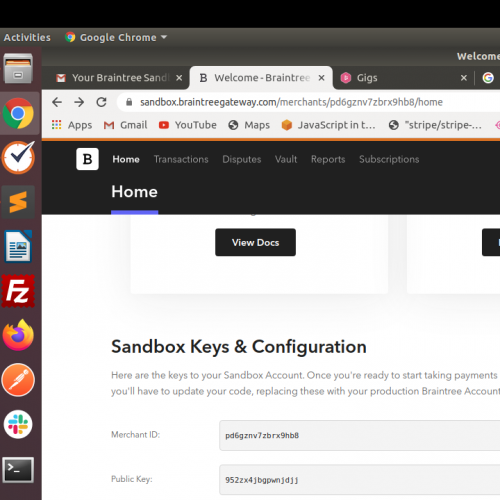 Activities Google Chrome
Welcome
Your Braintree Sand Welcome - Braintree Gigs
sandbox.braintreegateway.com/merchants/pd6gznv7zbrx9hb8/home
Apps Gmail YouTube Maps JavaScript in t... "stripe/stripe-...
B Home Transactions Disputes Vault Reports Subscriptions
Home
View Docs
Sandbox Keys & Configuration
Here are the keys to your Sandbox Account. Once you're ready to start taking payments
you'll have to update your code, replacing these with your production Braintree Account
Merchant ID: pd6gznv7zbrx9hb8
Public Key: 952zx4jbgpwnjdjj